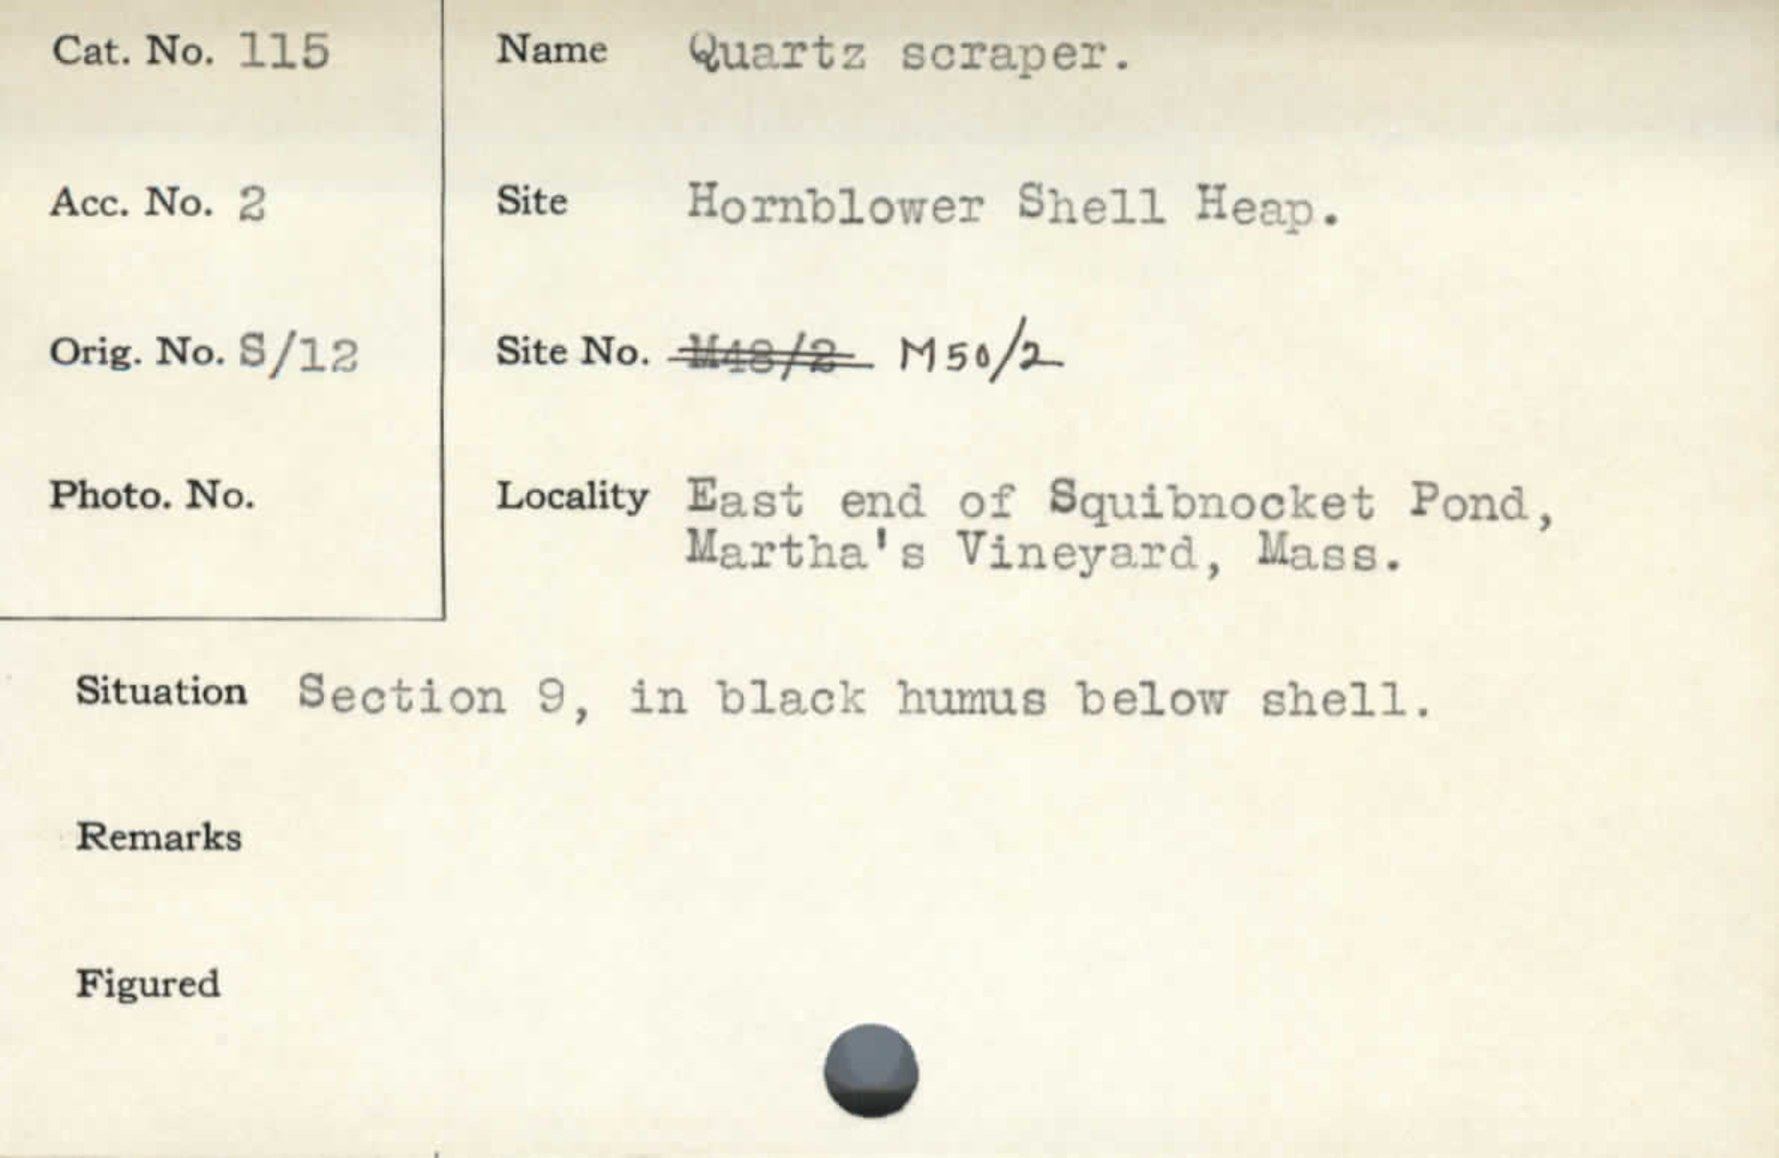 Cat. No. 115
Name Quartz scraper.
Acc. No. 2
Site Hornblower Shell Heap.
Orig. No. S/12
Site No. M48/2 M50/2
Photo. No.
Locality East end of Squibnocket Pond,
Martha's Vineyard, Mass.
Situation Section 9, in black humus below shell.
Remarks
Figured